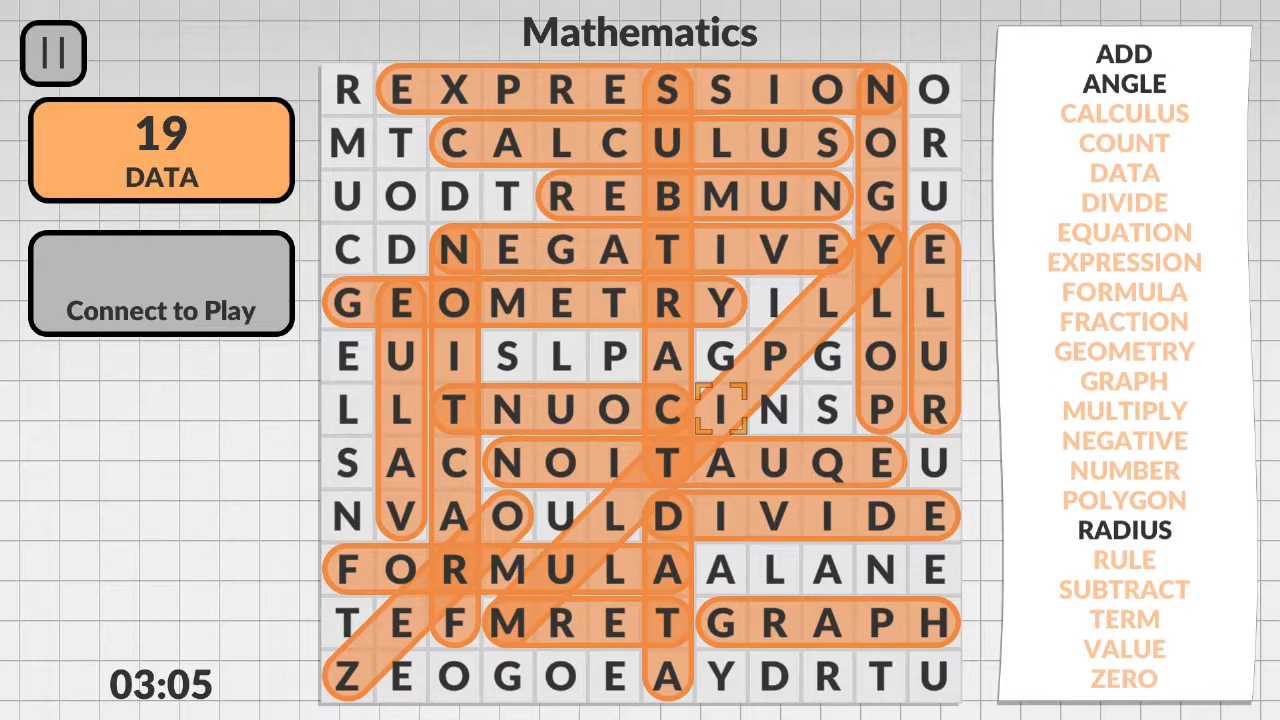 Mathematics
19
DATA
Connect to Play
03:05
R E X P R E S S I O N O
M T C A L C U L U S O R
U O D T R E B M U N G U
C D N E G A T I V E Y E
G E O M E T R Y I L L L
E U I S L P A G P G O U
L L T N U O C I N S P R
S A C N O I T A U Q E U
N V A O U L D I V I D E
F O R M U L A A L A N E
T E F M R E T G R A P H
Z E O G O E A Y D R T U
ADD
ANGLE
CALCULUS
COUNT
DATA
DIVIDE
EQUATION
EXPRESSION
FORMULA
FRACTION
GEOMETRY
GRAPH
MULTIPLY
NEGATIVE
NUMBER
POLYGON
RADIUS
RULE
SUBTRACT
TERM
VALUE
ZERO